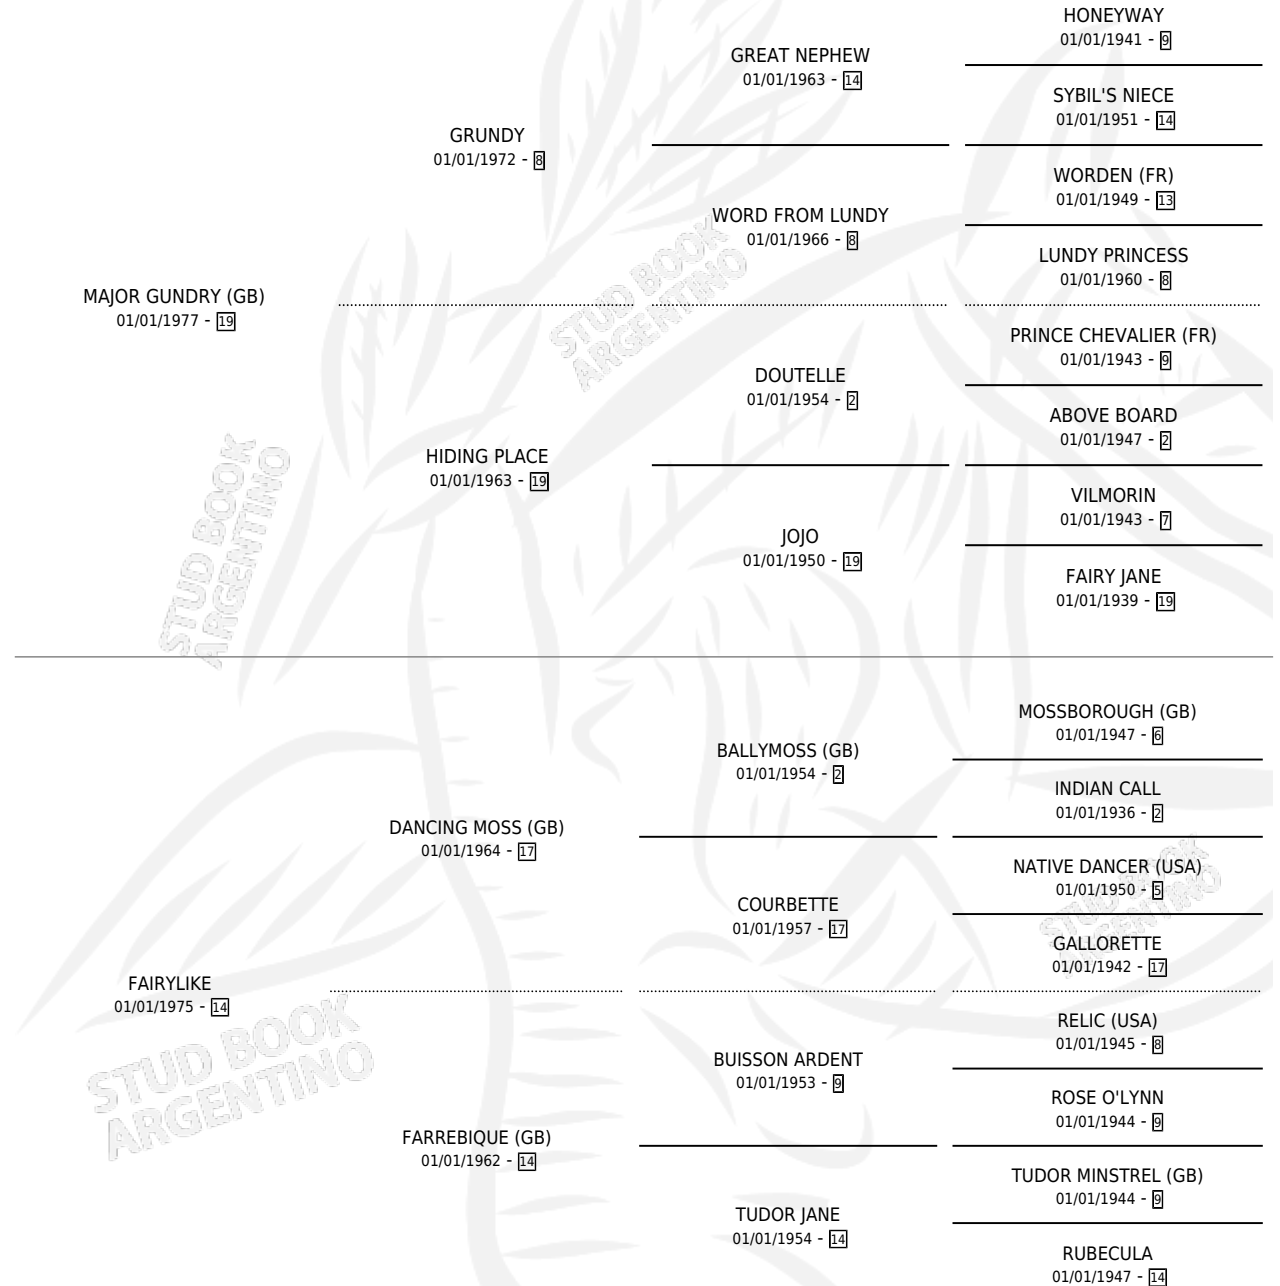 HONEYWAY
01/01/1941 - 9
GREAT NEPHEW
01/01/1963 - 14
SYBIL'S NIECE
01/01/1951 - 14
GRUNDY
01/01/1972 - 8
WORDEN (FR)
01/01/1949 - 13
WORD FROM LUNDY
01/01/1966 - 8
LUNDY PRINCESS
01/01/1960 - 8
MAJOR GUNDRY (GB)
01/01/1977 - 19
STUD BOOK
ARGENTINO
PRINCE CHEVALIER (FR)
01/01/1943 - 9
DOUTELLE
01/01/1954 - 2
ABOVE BOARD
01/01/1947 - 2
HIDING PLACE
01/01/1963 - 19
VILMORIN
01/01/1943 - 7
JOJO
01/01/1950 - 19
FAIRY JANE
01/01/1939 - 19
STUD BOOK
ARGENTINO
MOSSBOROUGH (GB)
01/01/1947 - 6
BALLYMOSS (GB)
01/01/1954 - 2
INDIAN CALL
01/01/1936 - 2
DANCING MOSS (GB)
01/01/1964 - 17
NATIVE DANCER (USA)
01/01/1950 - 5
COURBETTE
01/01/1957 - 17
GALLORETTE
01/01/1942 - 17
STUD BOOK
ARGENTINO
FAIRYLIKE
01/01/1975 - 14
RELIC (USA)
01/01/1945 - 8
BUISSON ARDENT
01/01/1953 - 9
ROSE O'LYNN
01/01/1944 - 9
STUD BOOK
ARGENTINO
FARREBIQUE (GB)
01/01/1962 - 14
TUDOR MINSTREL (GB)
01/01/1944 - 9
TUDOR JANE
01/01/1954 - 14
RUBECULA
01/01/1947 - 14